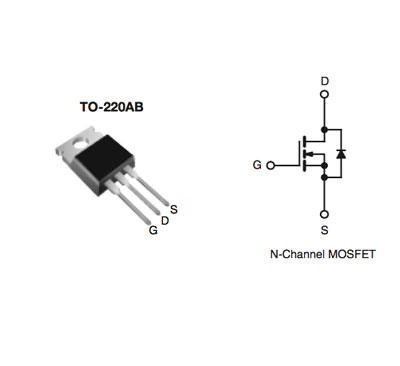 TO-220AB
S
D
G
D
G
S
N-Channel MOSFET